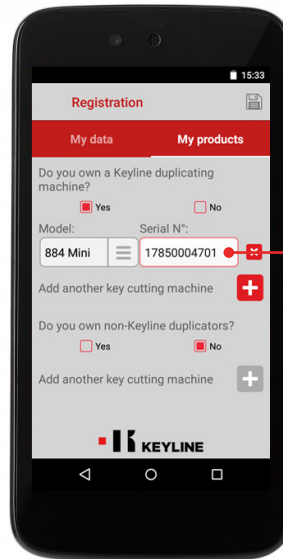 15:33
Registration
My data My products
Do you own a Keyline duplicating
machine?
Yes No
Model: Serial N°:
884 Mini 17850004701
Add another key cutting machine
Do you own non-Keyline duplicators?
Yes No
Add another key cutting machine
KEYLINE